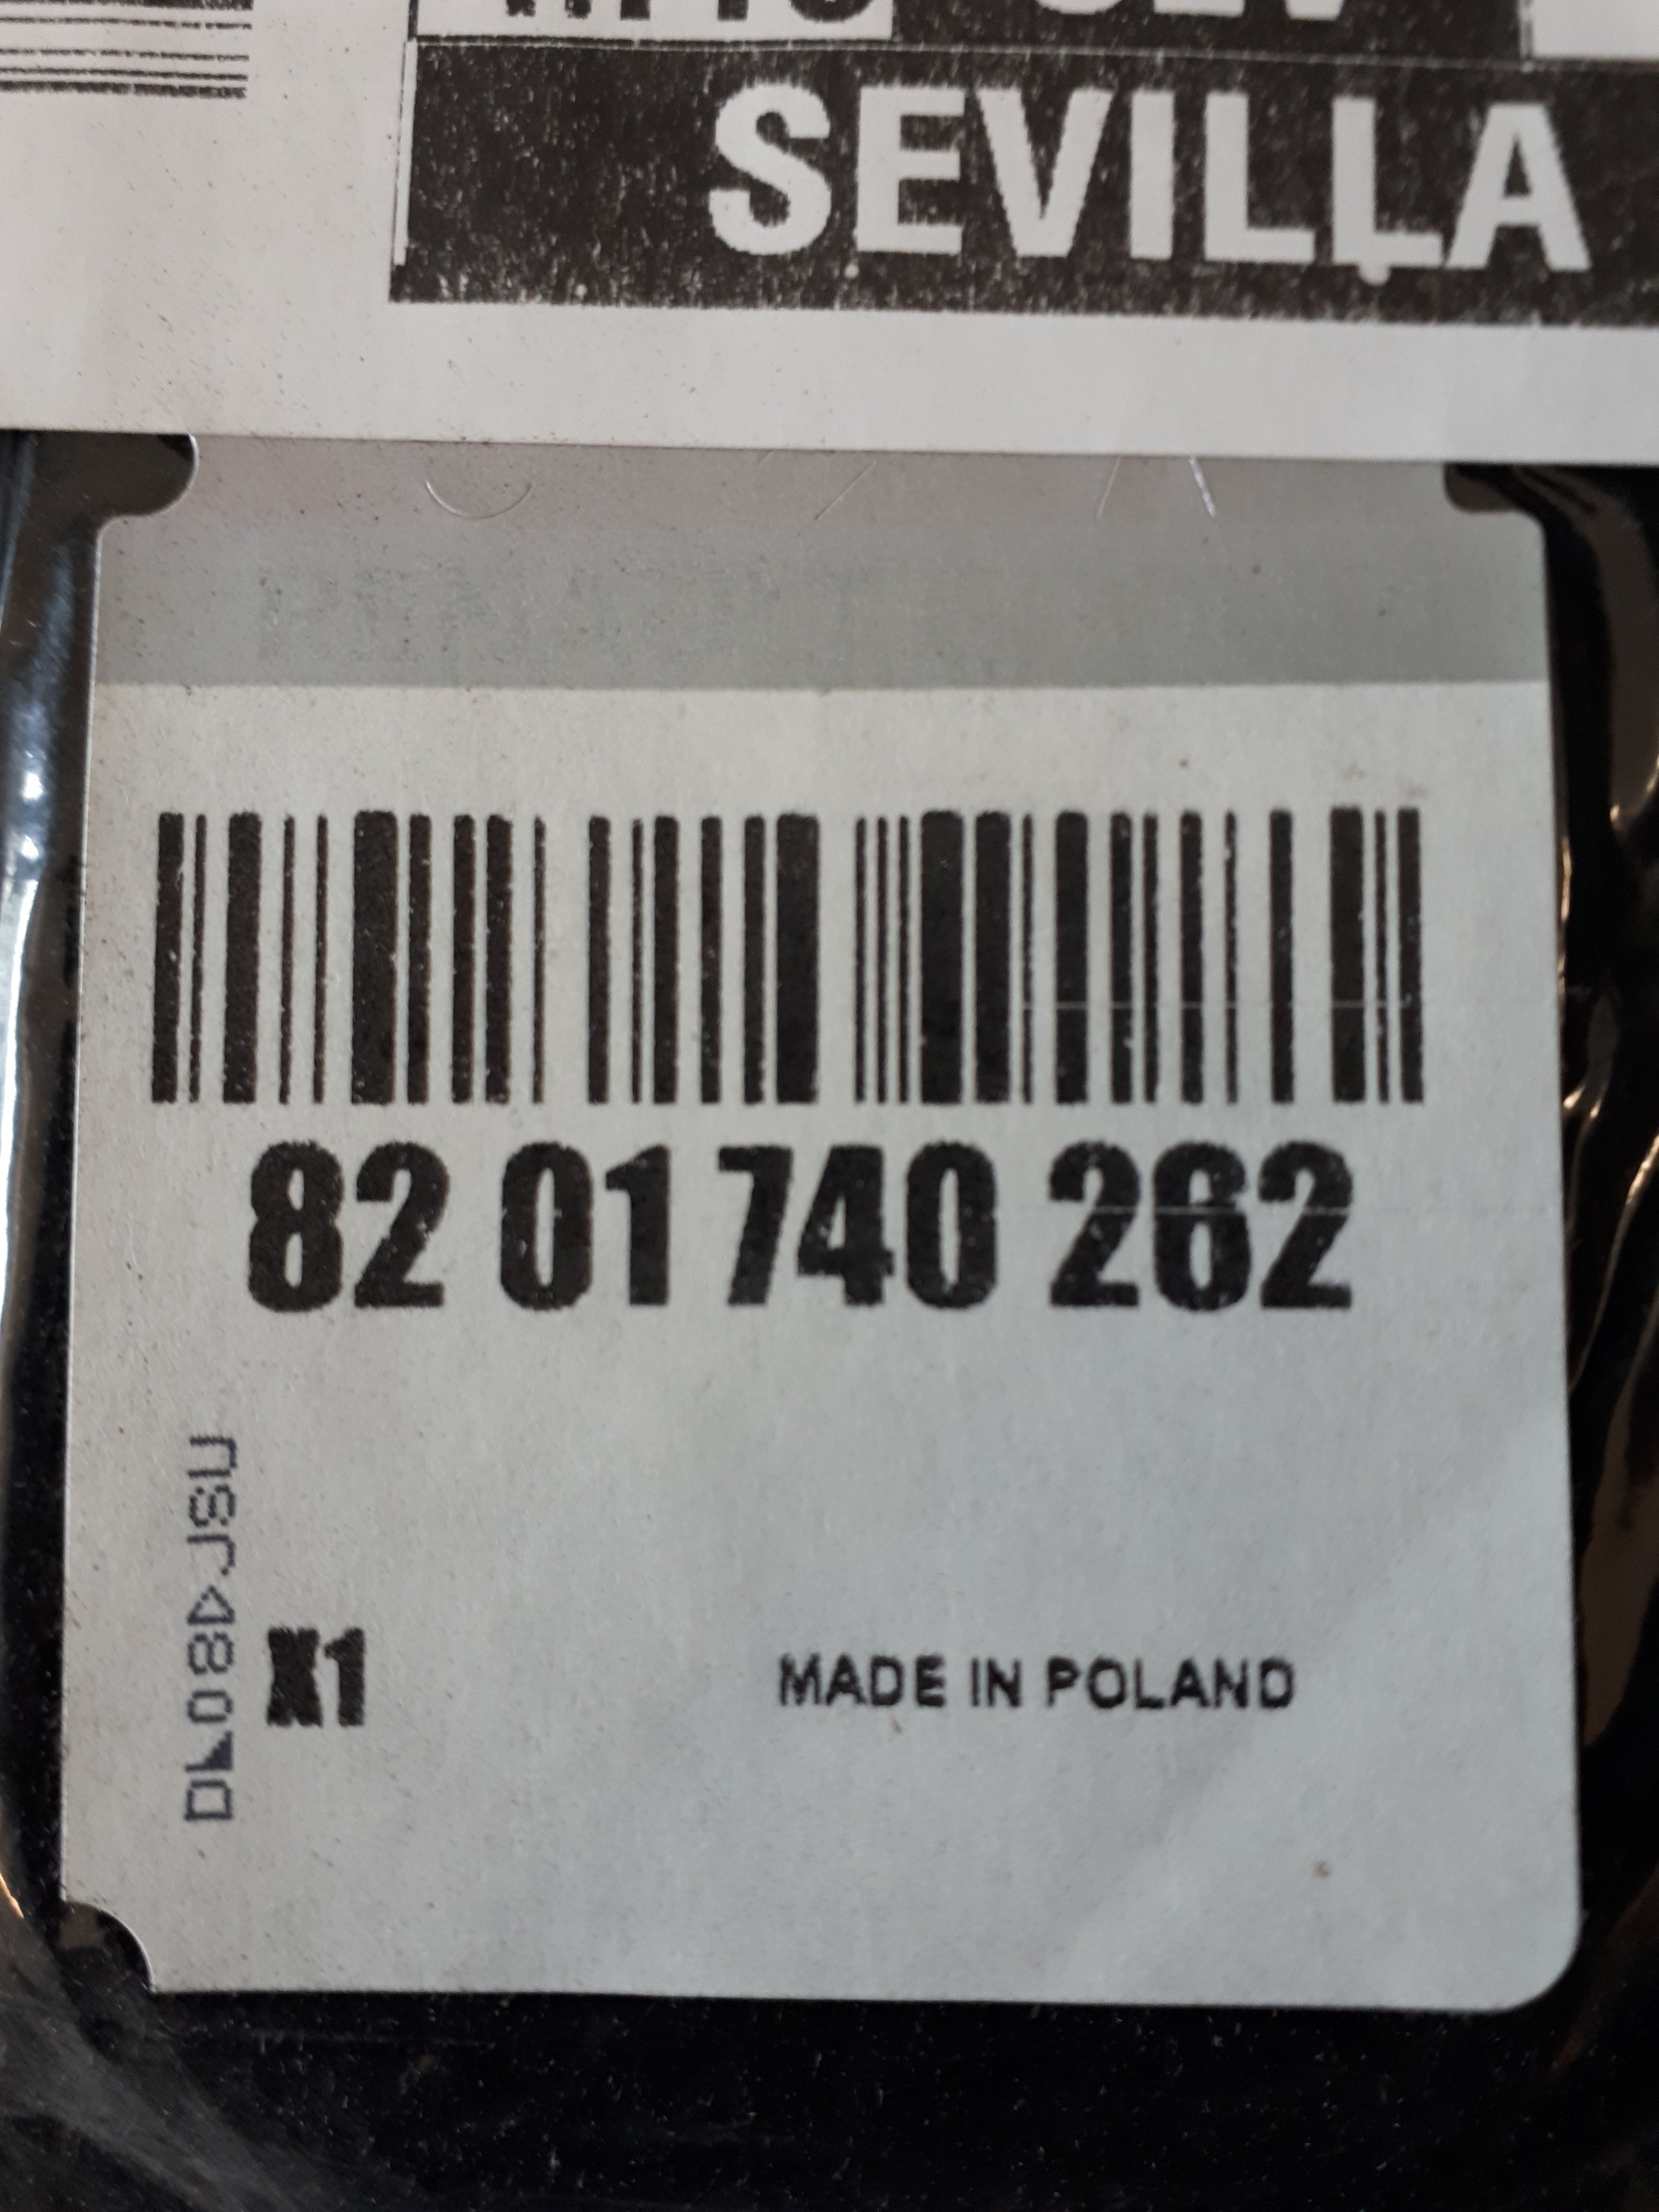 SEVILLA
82 01 740 262
X1
MADE IN POLAND